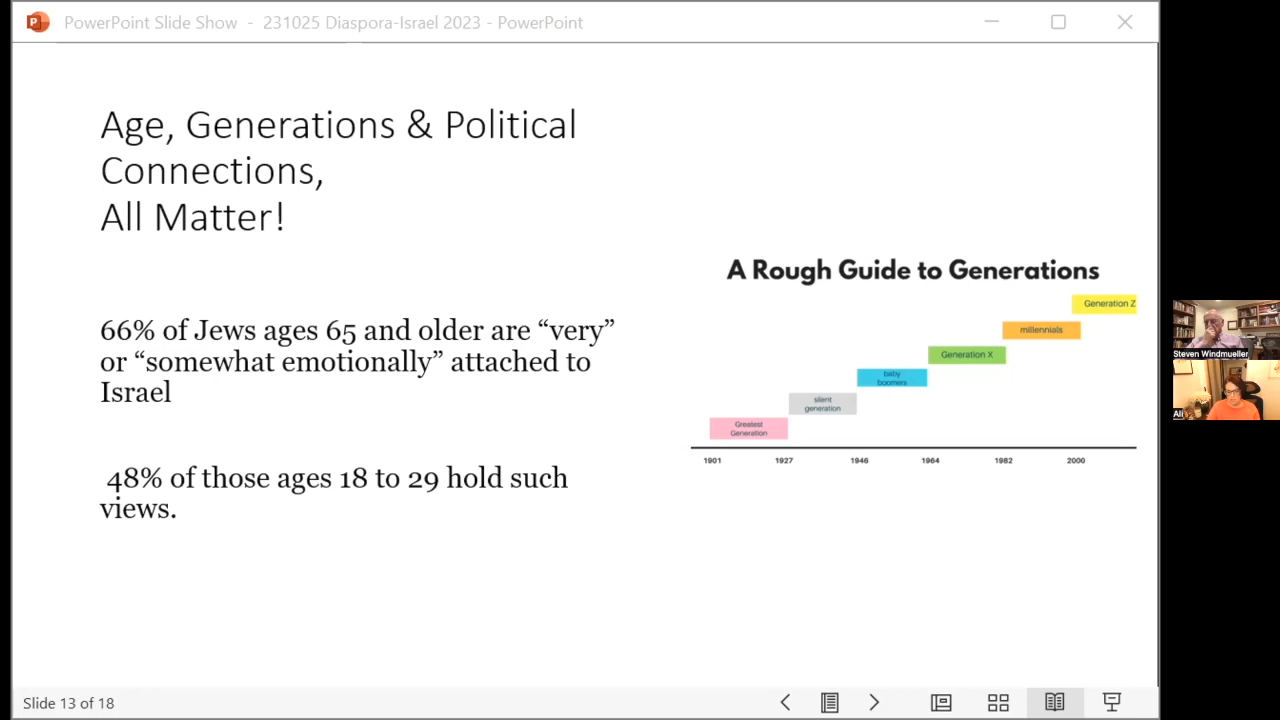 PowerPoint Slide Show - 231025 Diaspora-Israel 2023 - PowerPoint
Age, Generations & Political
Connections,
All Matter!
66% of Jews ages 65 and older are “very”
or “somewhat emotionally” attached to
Israel
48% of those ages 18 to 29 hold such
views.
A Rough Guide to Generations
Generation Z
millennials
Generation X
baby
boomers
silent
generation
Greatest
Generation
1901 1927 1946 1964 1982 2000
Steven Windmueller
Ali
Slide 13 of 18